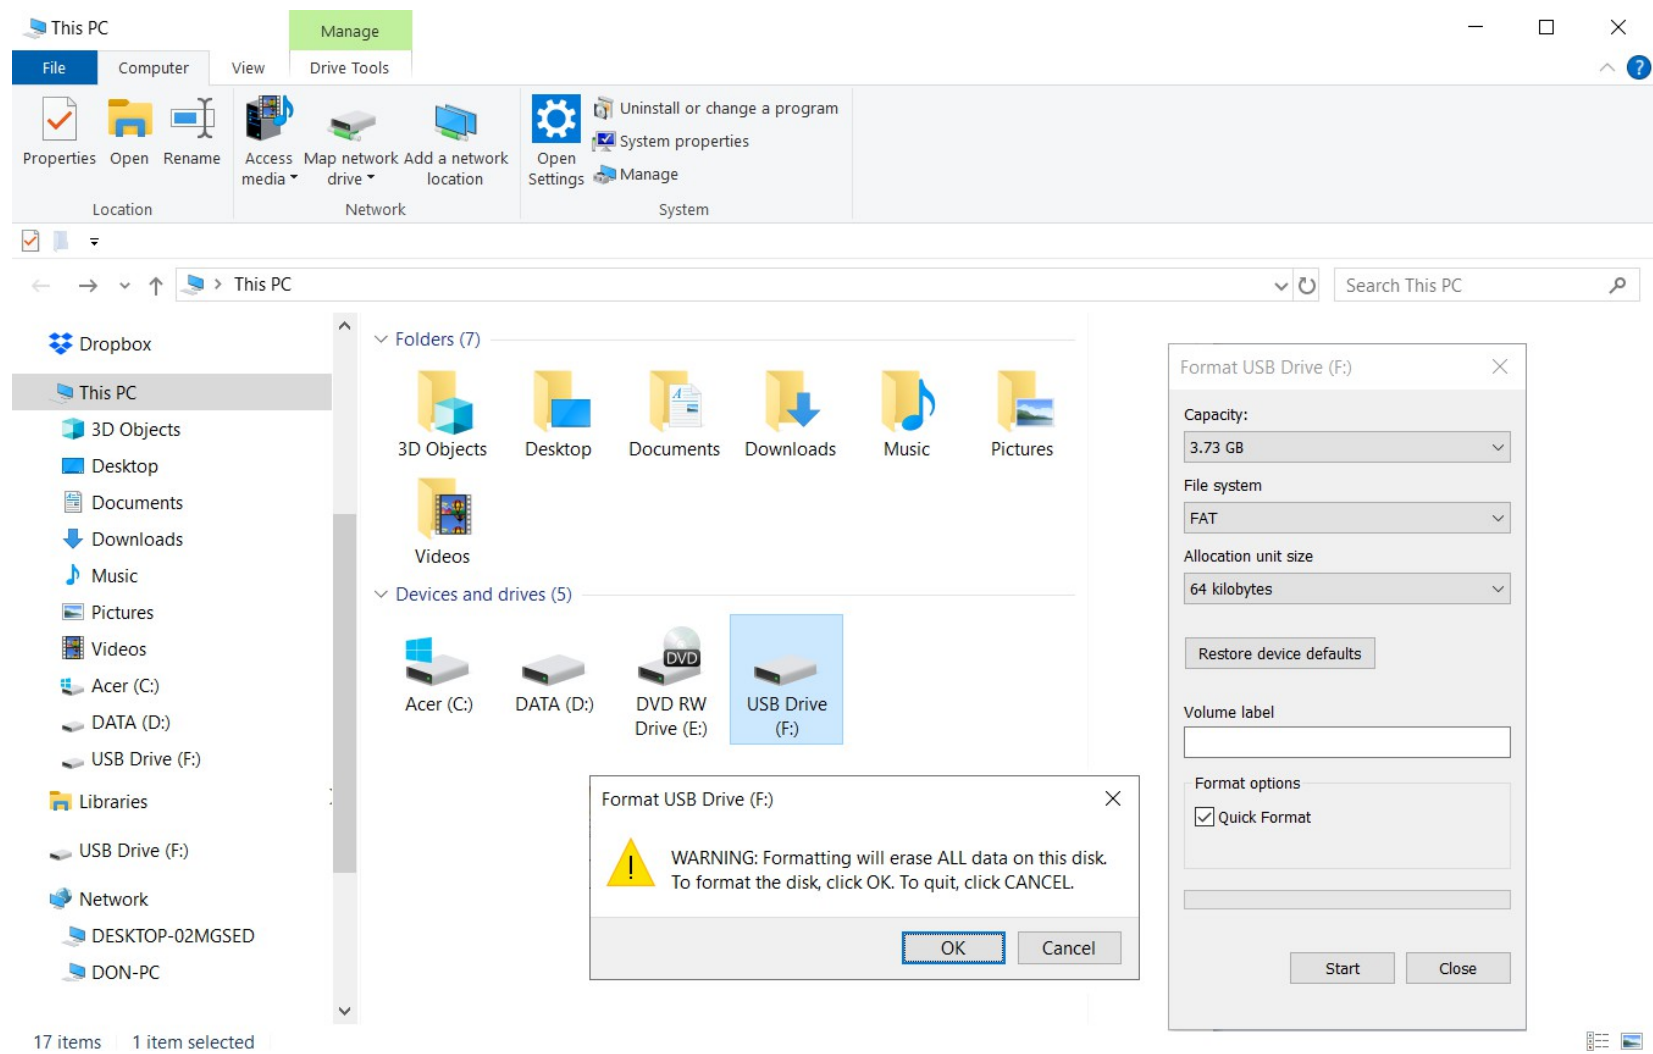 This PC
Manage
File
Computer
View
Drive Tools
?
Properties
Open
Rename
Access media
Map network drive
Add a network location
Open Settings
Uninstall or change a program
System properties
Manage
Location
Network
System
This PC
Search This PC
Dropbox
This PC
3D Objects
Desktop
Documents
Downloads
Music
Pictures
Videos
Acer (C:)
DATA (D:)
USB Drive (F:)
Libraries
USB Drive (F:)
Network
DESKTOP-02MGSED
DON-PC
Folders (7)
3D Objects
Desktop
Documents
Downloads
Music
Pictures
Videos
Devices and drives (5)
Acer (C:)
DATA (D:)
DVD
DVD RW
Drive (E:)
USB Drive
(F:)
Format USB Drive (F:)
WARNING: Formatting will erase ALL data on this disk.
To format the disk, click OK. To quit, click CANCEL.
OK
Cancel
Format USB Drive (F:)
Capacity:
3.73 GB
File system
FAT
Allocation unit size
64 kilobytes
Restore device defaults
Volume label
Format options
Quick Format
Start
Close
17 items
1 item selected